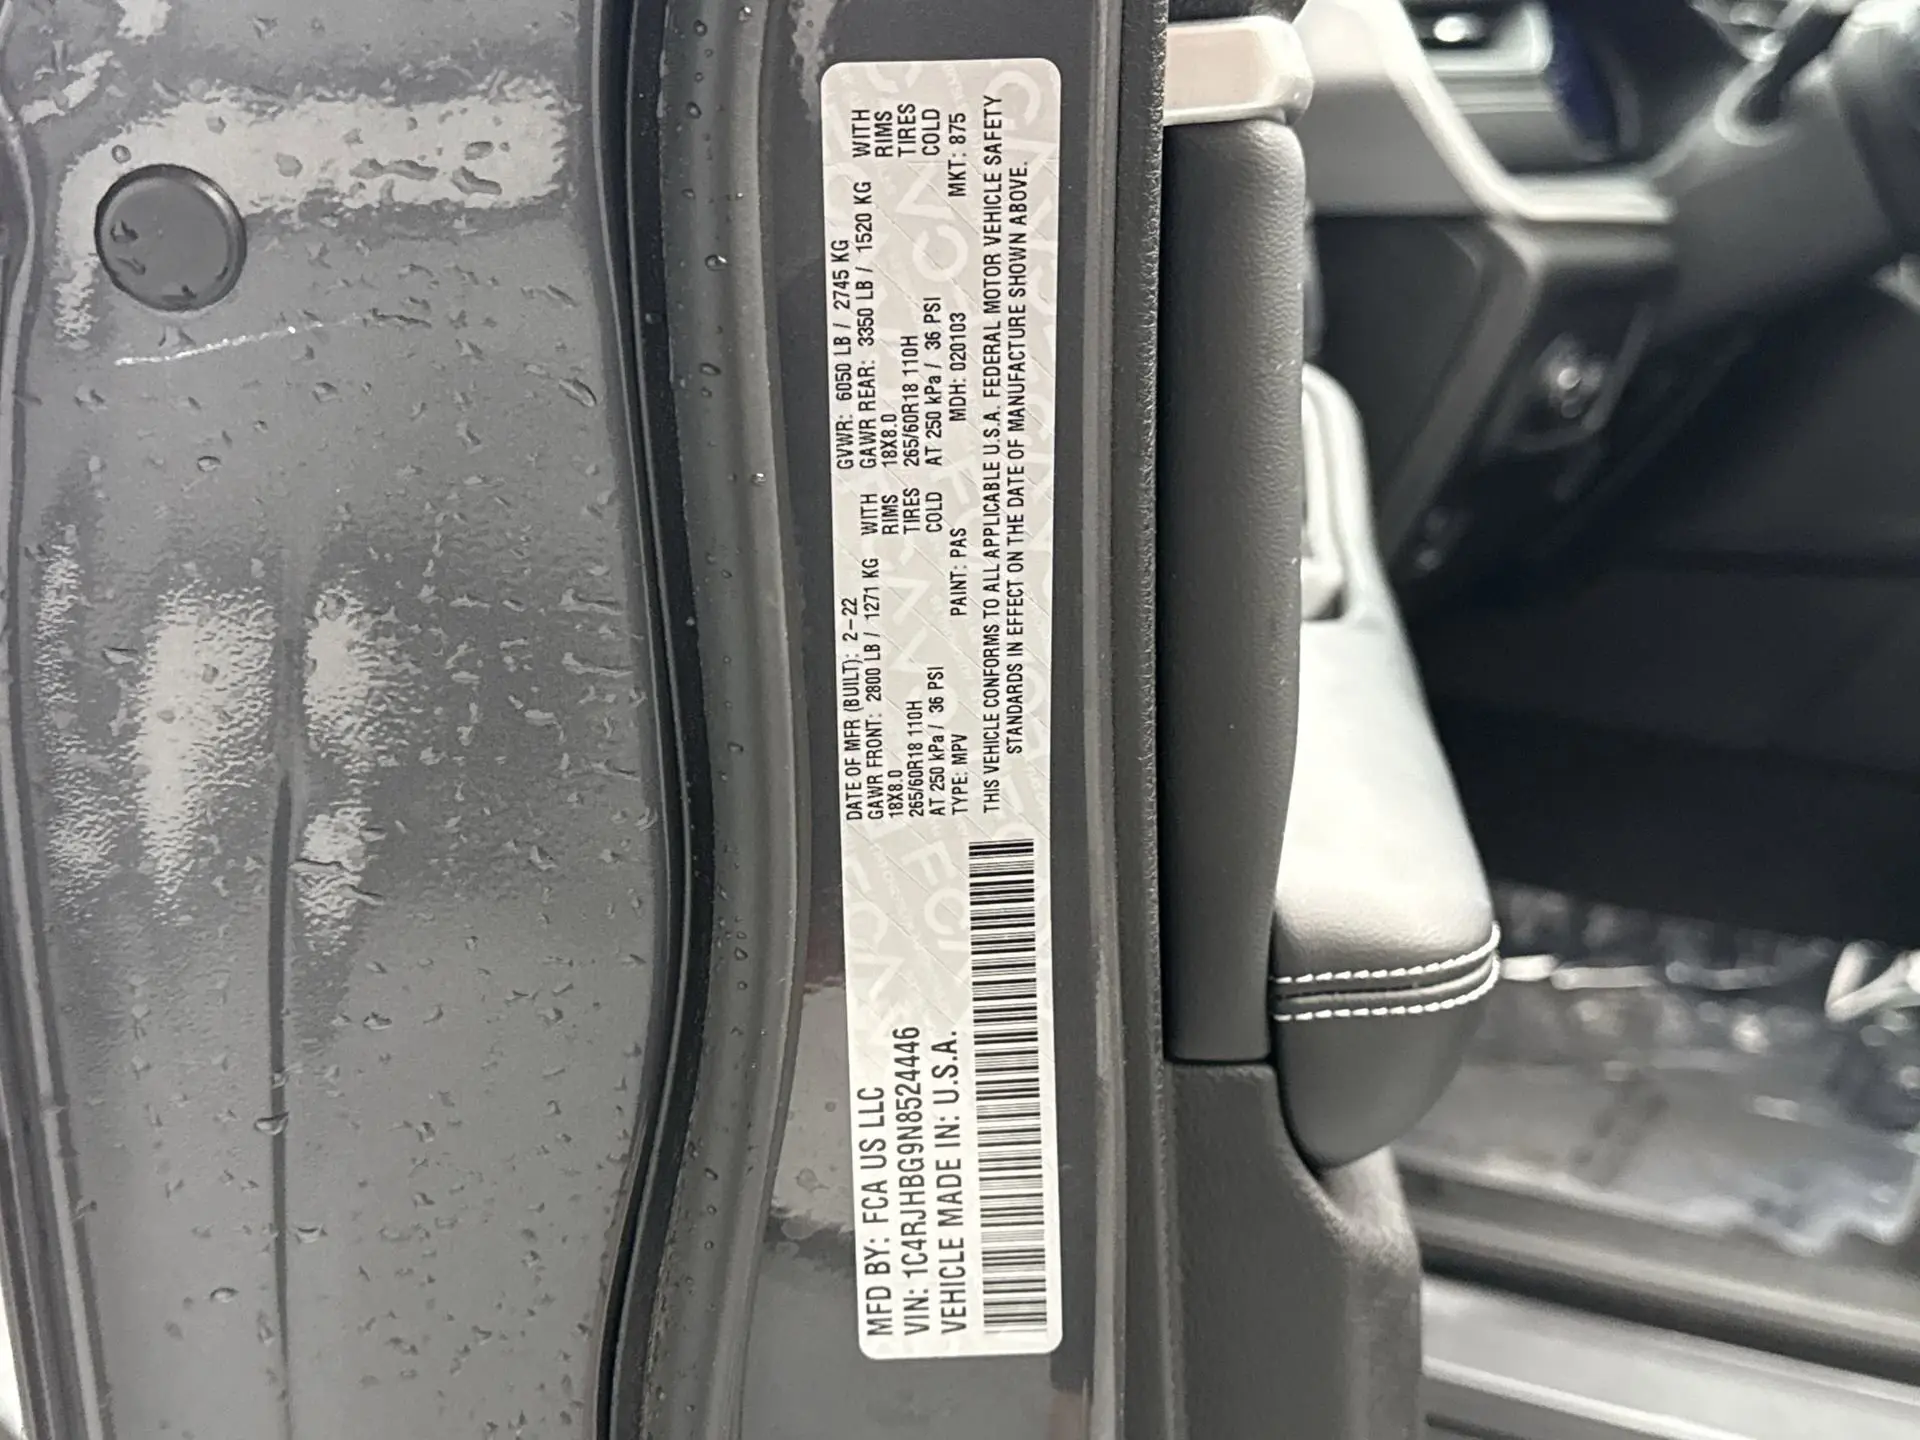 MFD BY: FCA US LLC
VIN: 1C4RJHBG9N8524446
VEHICLE MADE IN: U.S.A.
DATE OF MFR (BUILT): 2-22 GVWR: 6050 LB / 2745 KG
GAWR FRONT: 2800 LB / 1271 KG WITH GAWR REAR: 3350 LB / 1520 KG WITH
18X8.0 RIMS 18X8.0 RIMS
265/60R18 110H TIRES 265/60R18 110H TIRES
AT 250 kPa / 36 PSI COLD AT 250 kPa / 36 PSI COLD
TYPE: MPV PAINT: PAS MDH: 020103 MKT: 875
THIS VEHICLE CONFORMS TO ALL APPLICABLE U.S.A. FEDERAL MOTOR VEHICLE SAFETY
STANDARDS IN EFFECT ON THE DATE OF MANUFACTURE SHOWN ABOVE.